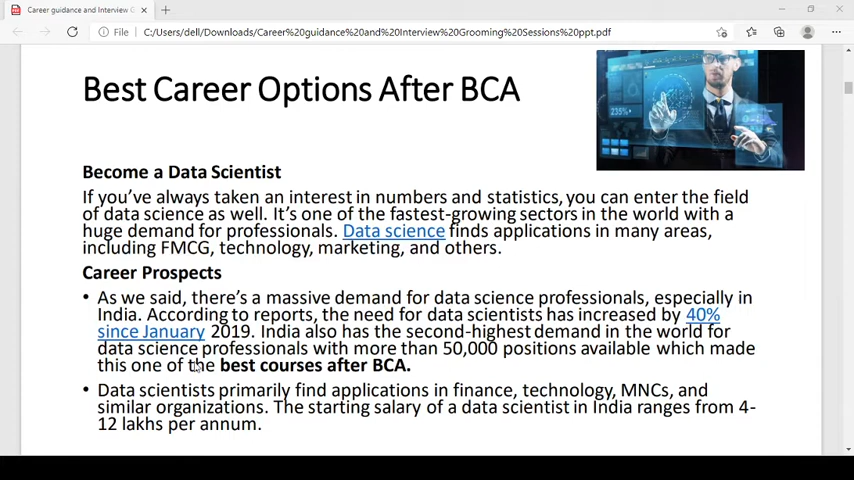 Career guidance and Interview G
File
C:/Users/dell/Downloads/Career%20guidance%20and%20Interview%20Grooming%20Sessions%20ppt.pdf
Best Career Options After BCA
235%
Become a Data Scientist
If you've always taken an interest in numbers and statistics, you can enter the field
of data science as well. It's one of the fastest-growing sectors in the world with a
huge demand for professionals. Data science finds applications in many areas,
including FMCG, technology, marketing, and others.
Career Prospects
• As we said, there's a massive demand for data science professionals, especially in
India. According to reports, the need for data scientists has increased by 40%
since January 2019. India also has the second-highest demand in the world for
data science professionals with more than 50,000 positions available which made
this one of the best courses after BCA.
• Data scientists primarily find applications in finance, technology, MNCs, and
similar organizations. The starting salary of a data scientist in India ranges from 4-
12 lakhs per annum.